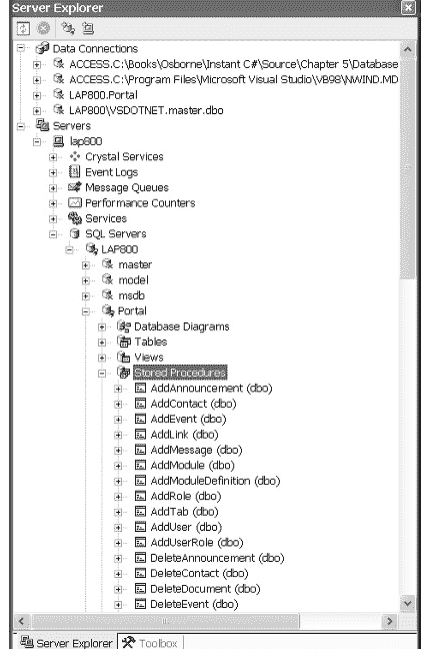 Server Explorer
Data Connections
ACCESS.C:\Books\Osborne\Instant C#\Source\Chapter 5\Database
ACCESS.C:\Program Files\Microsoft Visual Studio\VB98\NWIND.MD
LAP800.Portal
LAP800\VSDOTNET.master.dbo
Servers
lap800
Crystal Services
Event Logs
Message Queues
Performance Counters
Services
SQL Servers
LAP800
master
model
msdb
Portal
Database Diagrams
Tables
Views
Stored Procedures
AddAnnouncement (dbo)
AddContact (dbo)
AddEvent (dbo)
AddLink (dbo)
AddMessage (dbo)
AddModule (dbo)
AddModuleDefinition (dbo)
AddRole (dbo)
AddTab (dbo)
AddUser (dbo)
AddUserRole (dbo)
DeleteAnnouncement (dbo)
DeleteContact (dbo)
DeleteDocument (dbo)
DeleteEvent (dbo)
Server Explorer Toolbox